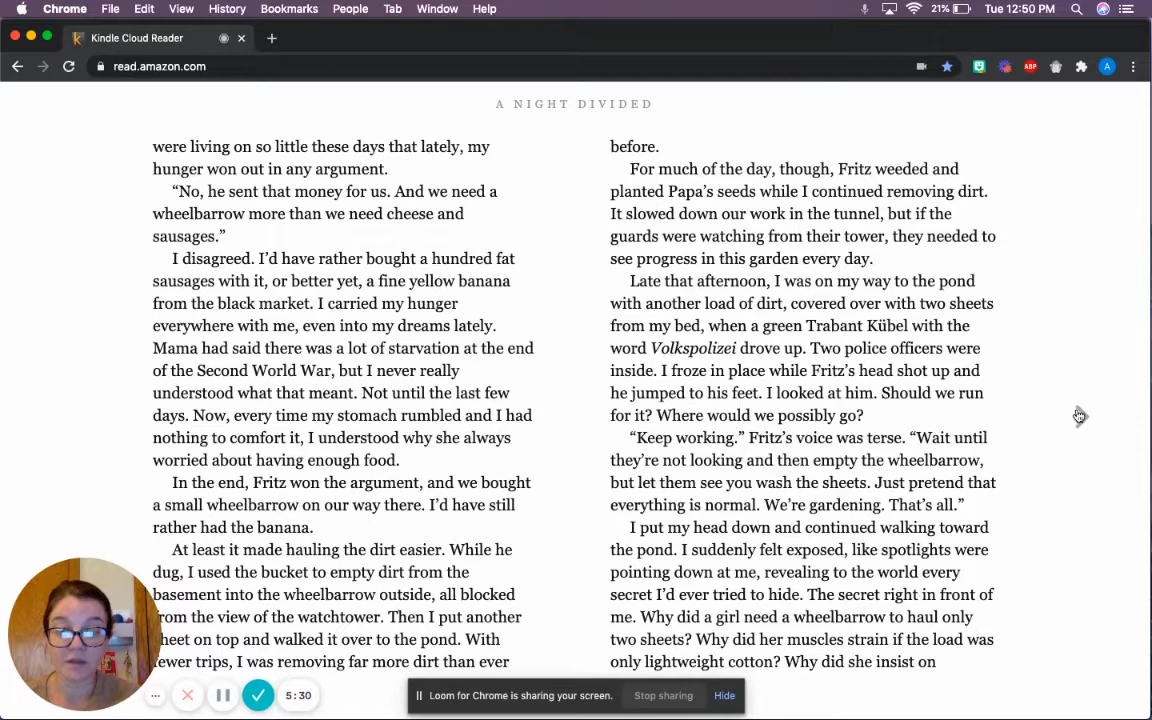 Chrome File Edit View History Bookmarks People Tab Window Help 21% Tue 12:50 PM
Kindle Cloud Reader
read.amazon.com ABP A
A NIGHT DIVIDED
were living on so little these days that lately, my
hunger won out in any argument.
“No, he sent that money for us. And we need a
wheelbarrow more than we need cheese and
sausages.”
I disagreed. I’d have rather bought a hundred fat
sausages with it, or better yet, a fine yellow banana
from the black market. I carried my hunger
everywhere with me, even into my dreams lately.
Mama had said there was a lot of starvation at the end
of the Second World War, but I never really
understood what that meant. Not until the last few
days. Now, every time my stomach rumbled and I had
nothing to comfort it, I understood why she always
worried about having enough food.
In the end, Fritz won the argument, and we bought
a small wheelbarrow on our way there. I’d have still
rather had the banana.
At least it made hauling the dirt easier. While he
dug, I used the bucket to empty dirt from the
basement into the wheelbarrow outside, all blocked
from the view of the watchtower. Then I put another
sheet on top and walked it over to the pond. With
fewer trips, I was removing far more dirt than ever
before.
For much of the day, though, Fritz weeded and
planted Papa’s seeds while I continued removing dirt.
It slowed down our work in the tunnel, but if the
guards were watching from their tower, they needed to
see progress in this garden every day.
Late that afternoon, I was on my way to the pond
with another load of dirt, covered over with two sheets
from my bed, when a green Trabant Kübel with the
word Volkspolizei drove up. Two police officers were
inside. I froze in place while Fritz’s head shot up and
he jumped to his feet. I looked at him. Should we run
for it? Where would we possibly go?
“Keep working.” Fritz’s voice was terse. “Wait until
they’re not looking and then empty the wheelbarrow,
but let them see you wash the sheets. Just pretend that
everything is normal. We’re gardening. That’s all.”
I put my head down and continued walking toward
the pond. I suddenly felt exposed, like spotlights were
pointing down at me, revealing to the world every
secret I’d ever tried to hide. The secret right in front of
me. Why did a girl need a wheelbarrow to haul only
two sheets? Why did her muscles strain if the load was
only lightweight cotton? Why did she insist on
5:30
Loom for Chrome is sharing your screen. Stop sharing Hide